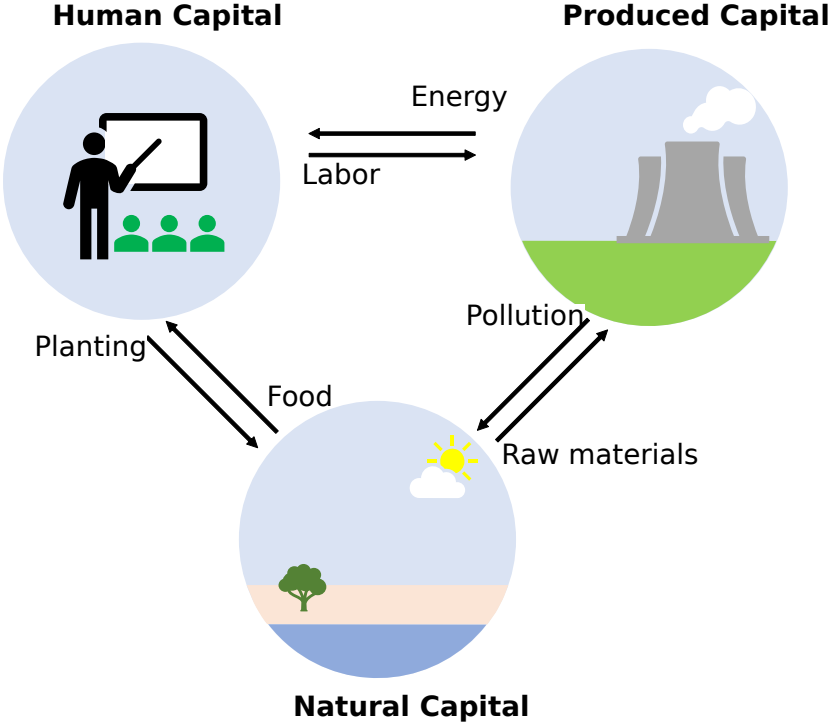 Human Capital
Produced Capital
Energy
Labor
Pollution
Planting
Food
Raw materials
Natural Capital